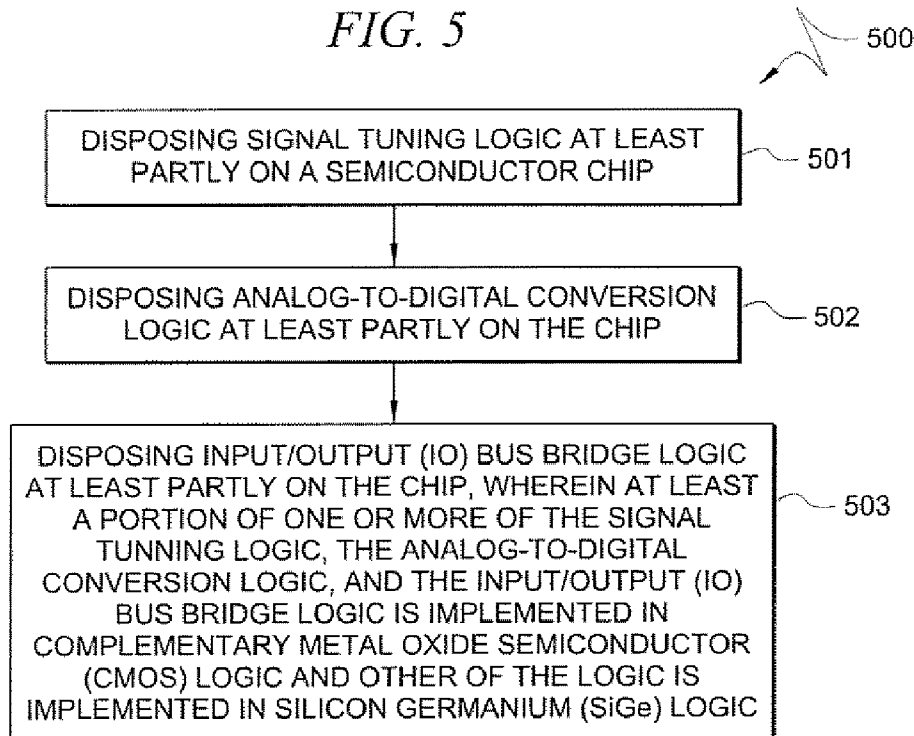 FIG. 5
500
DISPOSING SIGNAL TUNING LOGIC AT LEAST
PARTLY ON A SEMICONDUCTOR CHIP
501
DISPOSING ANALOG-TO-DIGITAL CONVERSION
LOGIC AT LEAST PARTLY ON THE CHIP
502
DISPOSING INPUT/OUTPUT (IO) BUS BRIDGE LOGIC
AT LEAST PARTLY ON THE CHIP, WHEREIN AT LEAST
A PORTION OF ONE OR MORE OF THE SIGNAL
TUNNING LOGIC, THE ANALOG-TO-DIGITAL
CONVERSION LOGIC, AND THE INPUT/OUTPUT (IO)
BUS BRIDGE LOGIC IS IMPLEMENTED IN
COMPLEMENTARY METAL OXIDE SEMICONDUCTOR
(CMOS) LOGIC AND OTHER OF THE LOGIC IS
IMPLEMENTED IN SILICON GERMANIUM (SiGe) LOGIC
503